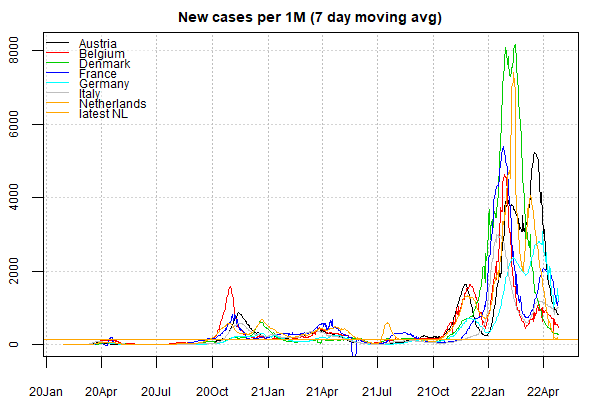 New cases per 1M (7 day moving avg)
8000
6000
4000
2000
0
Austria
Belgium
Denmark
France
Germany
Italy
Netherlands
latest NL
20Jan 20Apr 20Jul 20Oct 21Jan 21Apr 21Jul 21Oct 22Jan 22Apr